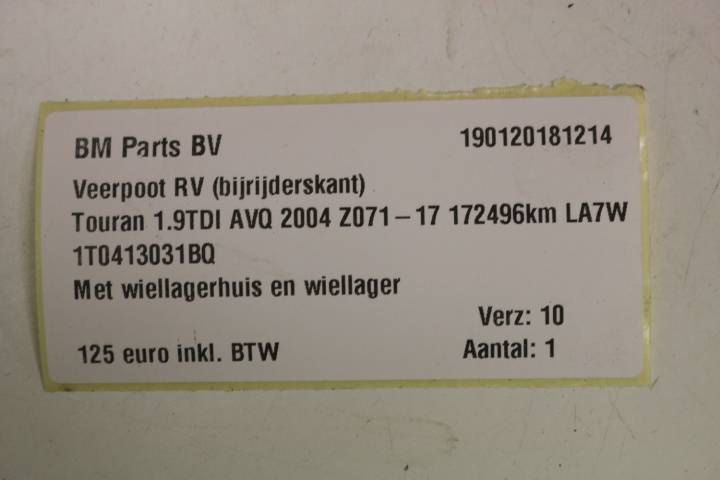 BM Parts BV 190120181214
Veerpoot RV (bijrijderskant)
Touran 1.9TDI AVQ 2004 Z071-17 172496km LA7W
1T0413031BQ
Met wiellagerhuis en wiellager
Verz: 10
125 euro inkl. BTW Aantal: 1